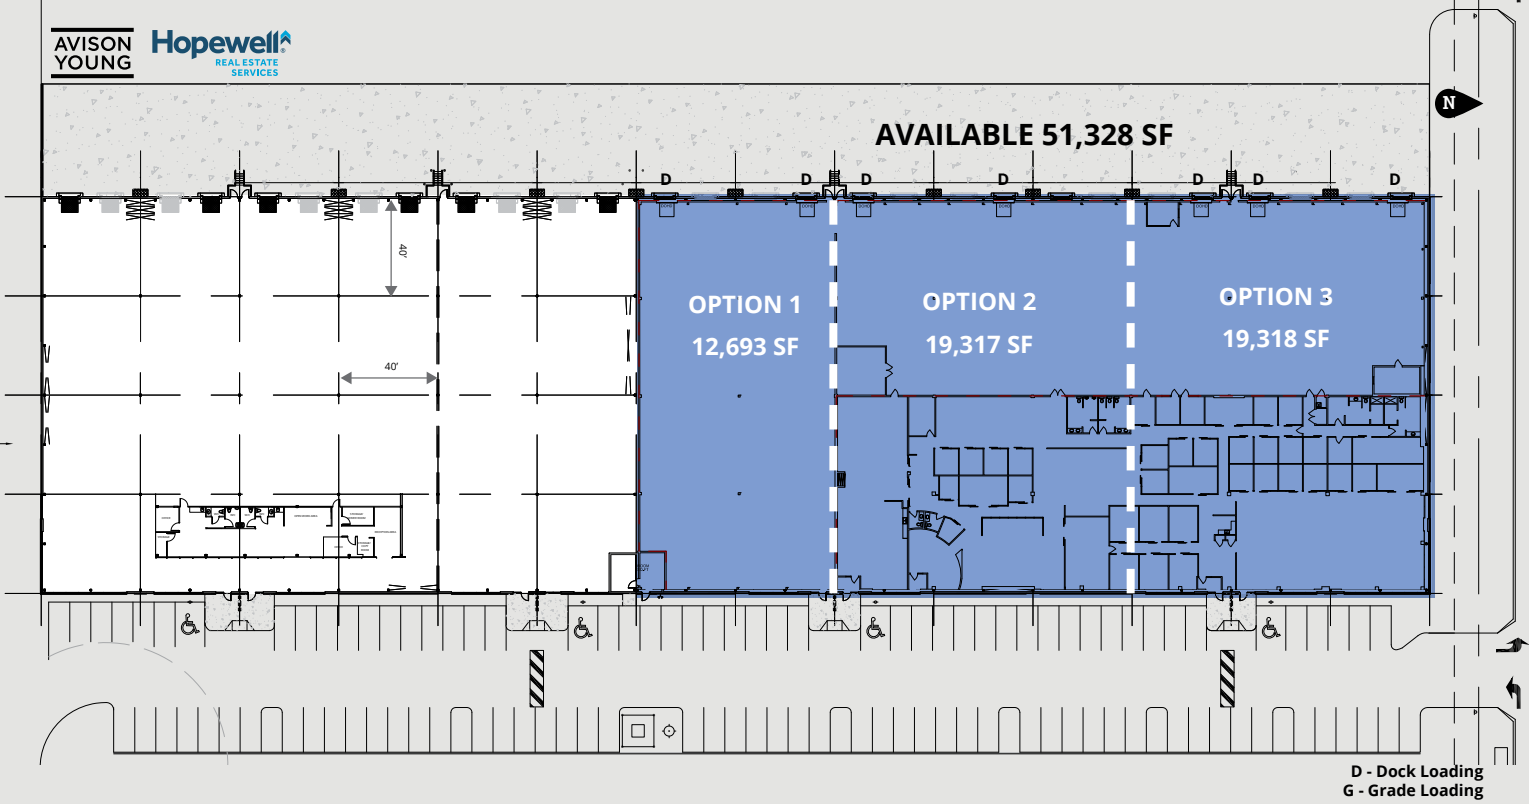 AVISON
YOUNG
Hopewell
REAL ESTATE
SERVICES
N
AVAILABLE 51,328 SF
D
D
D
D
D
D
D
40'
40'
OPTION 1
12,693 SF
OPTION 2
19,317 SF
OPTION 3
19,318 SF
D - Dock Loading
G - Grade Loading